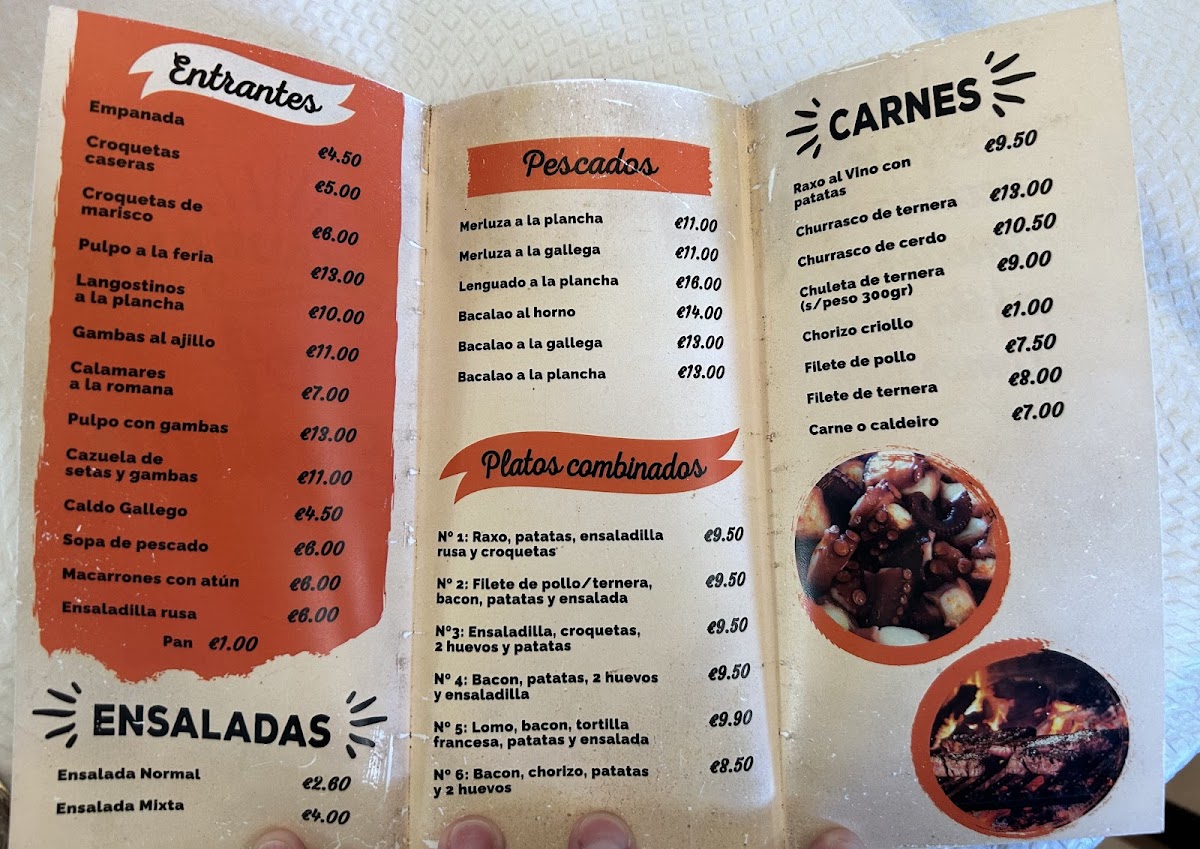 Entrantes
Empanada €4.50
Croquetas
caseras €5.00
Croquetas de
marisco €6.00
Pulpo a la feria €13.00
Langostinos
a la plancha €10.00
Gambas al ajillo €11.00
Calamares
a la romana €7.00
Pulpo con gambas €13.00
Cazuela de
setas y gambas €11.00
Caldo Gallego €4.50
Sopa de pescado €6.00
Macarrones con atún €6.00
Ensaladilla rusa €6.00
Pan €1.00
ENSALADAS
Ensalada Normal €2.60
Ensalada Mixta €4.00
Pescados
Merluza a la plancha €11.00
Merluza a la gallega €11.00
Lenguado a la plancha €16.00
Bacalao al horno €14.00
Bacalao a la gallega €13.00
Bacalao a la plancha €13.00
Platos combinados
Nº 1: Raxo, patatas, ensaladilla €9.50
rusa y croquetas
Nº 2: Filete de pollo/ternera, €9.50
bacon, patatas y ensalada
Nº3: Ensaladilla, croquetas, €9.50
2 huevos y patatas
Nº 4: Bacon, patatas, 2 huevos €9.50
y ensaladilla
Nº 5: Lomo, bacon, tortilla €9.90
francesa, patatas y ensalada
Nº 6: Bacon, chorizo, patatas €8.50
y 2 huevos
CARNES
Raxo al Vino con €9.50
patatas
Churrasco de ternera €13.00
Churrasco de cerdo €10.50
Chuleta de ternera €9.00
(s/peso 300gr)
Chorizo criollo €1.00
Filete de pollo €7.50
Filete de ternera €8.00
Carne o caldeiro €7.00